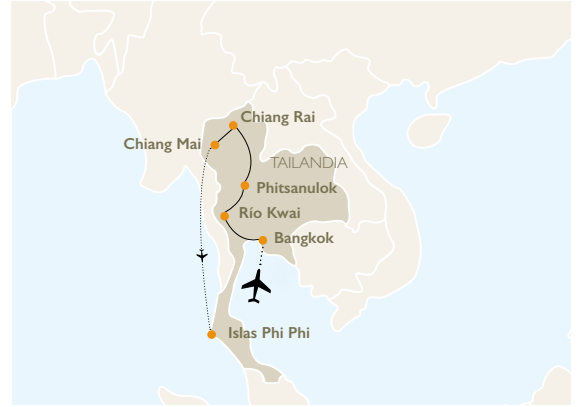 Chiang Rai
Chiang Mai
TAILANDIA
Phitsanulok
Río Kwai
Bangkok
Islas Phi Phi